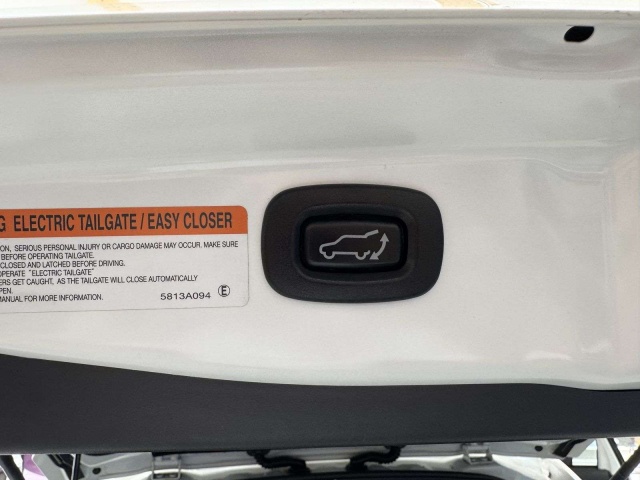 G ELECTRIC TAILGATE / EASY CLOSER
ON, SERIOUS PERSONAL INJURY OR CARGO DAMAGE MAY OCCUR. MAKE SURE
BEFORE OPERATING TAILGATE.
CLOSED AND LATCHED BEFORE DRIVING.
OPERATE "ELECTRIC TAILGATE"
ERS GET CAUGHT, AS THE TAILGATE WILL CLOSE AUTOMATICALLY
PEN.
MANUAL FOR MORE INFORMATION. 5813A094 E